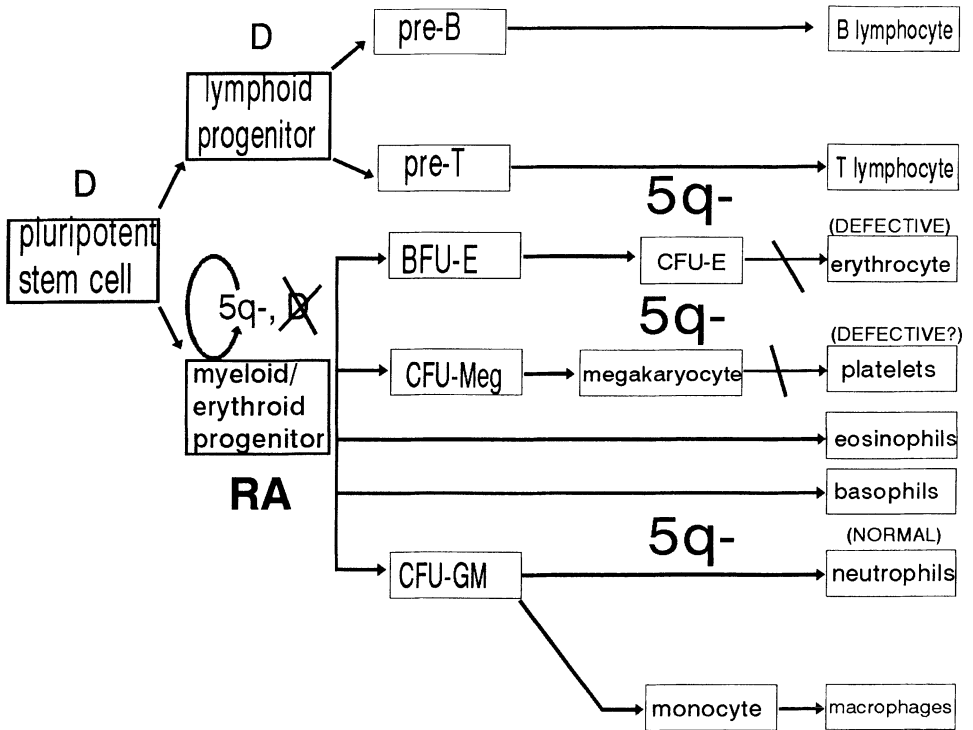 D
pre-B
B lymphocyte
lymphoid
progenitor
pre-T
T lymphocyte
D
pluripotent
stem cell
5q-
(DEFECTIVE)
BFU-E
CFU-E
erythrocyte
5q-, D
5q-
(DEFECTIVE?)
myeloid/
erythroid
progenitor
CFU-Meg
megakaryocyte
platelets
eosinophils
RA
basophils
5q-
(NORMAL)
CFU-GM
neutrophils
monocyte
macrophages